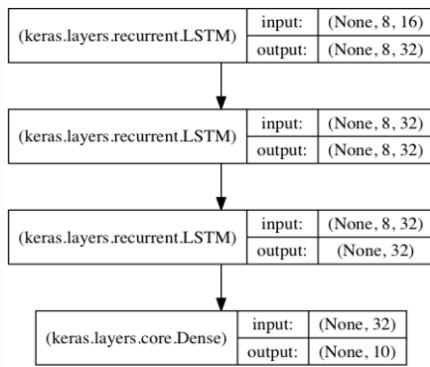 (keras.layers.recurrent.LSTM) input: (None, 8, 16)
output: (None, 8, 32)
(keras.layers.recurrent.LSTM) input: (None, 8, 32)
output: (None, 8, 32)
(keras.layers.recurrent.LSTM) input: (None, 8, 32)
output: (None, 32)
(keras.layers.core.Dense) input: (None, 32)
output: (None, 10)